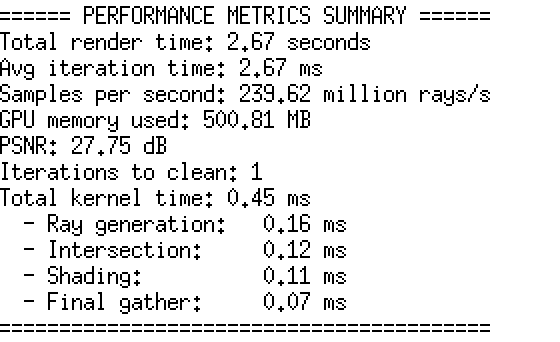 ====== PERFORMANCE METRICS SUMMARY ======
Total render time: 2.67 seconds
Avg iteration time: 2.67 ms
Samples per second: 239.62 million rays/s
GPU memory used: 500.81 MB
PSNR: 27.75 dB
Iterations to clean: 1
Total kernel time: 0.45 ms
  - Ray generation:   0.16 ms
  - Intersection:     0.12 ms
  - Shading:          0.11 ms
  - Final gather:     0.07 ms
=========================================